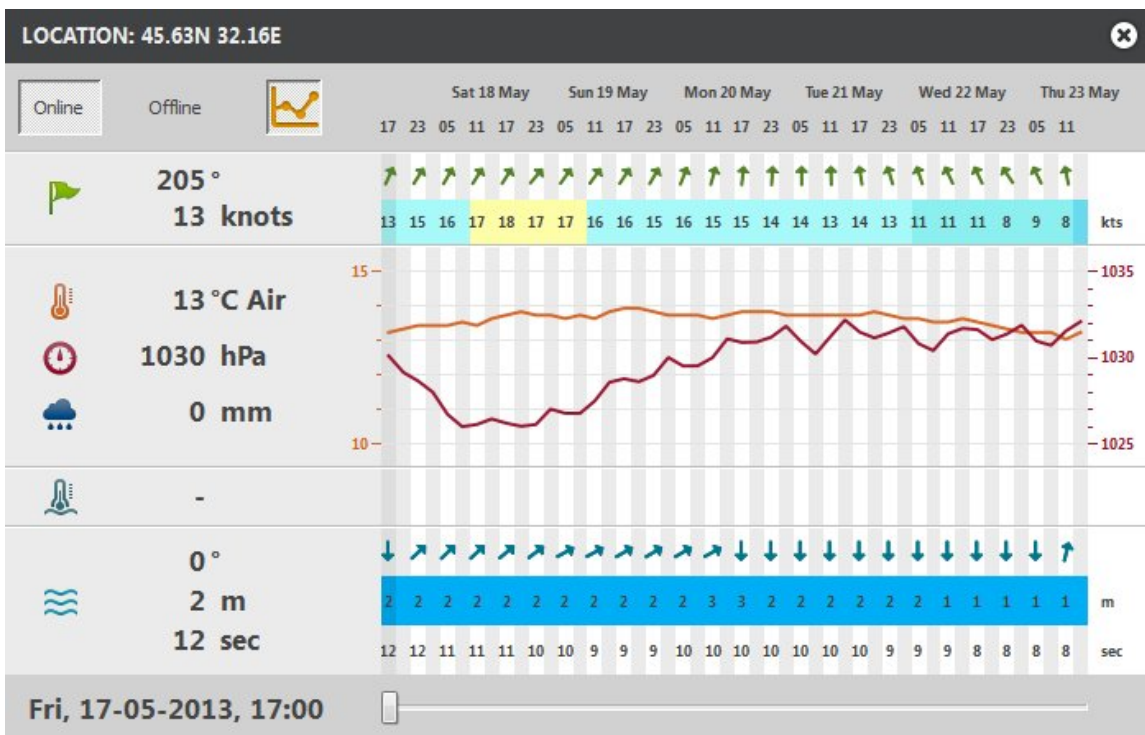 LOCATION: 45.63N 32.16E
Online Offline Sat 18 May Sun 19 May Mon 20 May Tue 21 May Wed 22 May Thu 23 May
17 23 05 11 17 23 05 11 17 23 05 11 17 23 05 11 17 23 05 11 17 23 05 11
205 °
13 knots
13 15 16 17 18 17 17 16 16 15 16 15 15 14 14 13 14 13 11 11 11 8 9 8 kts
15 1035
13 °C Air
1030 hPa 1030
0 mm
10 1025
-
0 °
2 m
2 2 2 2 2 2 2 2 2 2 2 3 3 2 2 2 2 2 2 1 1 1 1 1 m
12 sec
12 12 11 11 11 10 10 9 9 9 10 10 10 10 10 10 10 9 9 9 8 8 8 8 sec
Fri, 17-05-2013, 17:00